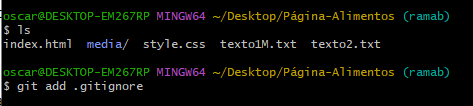 oscar@DESKTOP-EM267RP MINGW64 ~/Desktop/Página-Alimentos (ramab)
$ ls
index.html  media/  style.css  texto1M.txt  texto2.txt
oscar@DESKTOP-EM267RP MINGW64 ~/Desktop/Página-Alimentos (ramab)
$ git add .gitignore